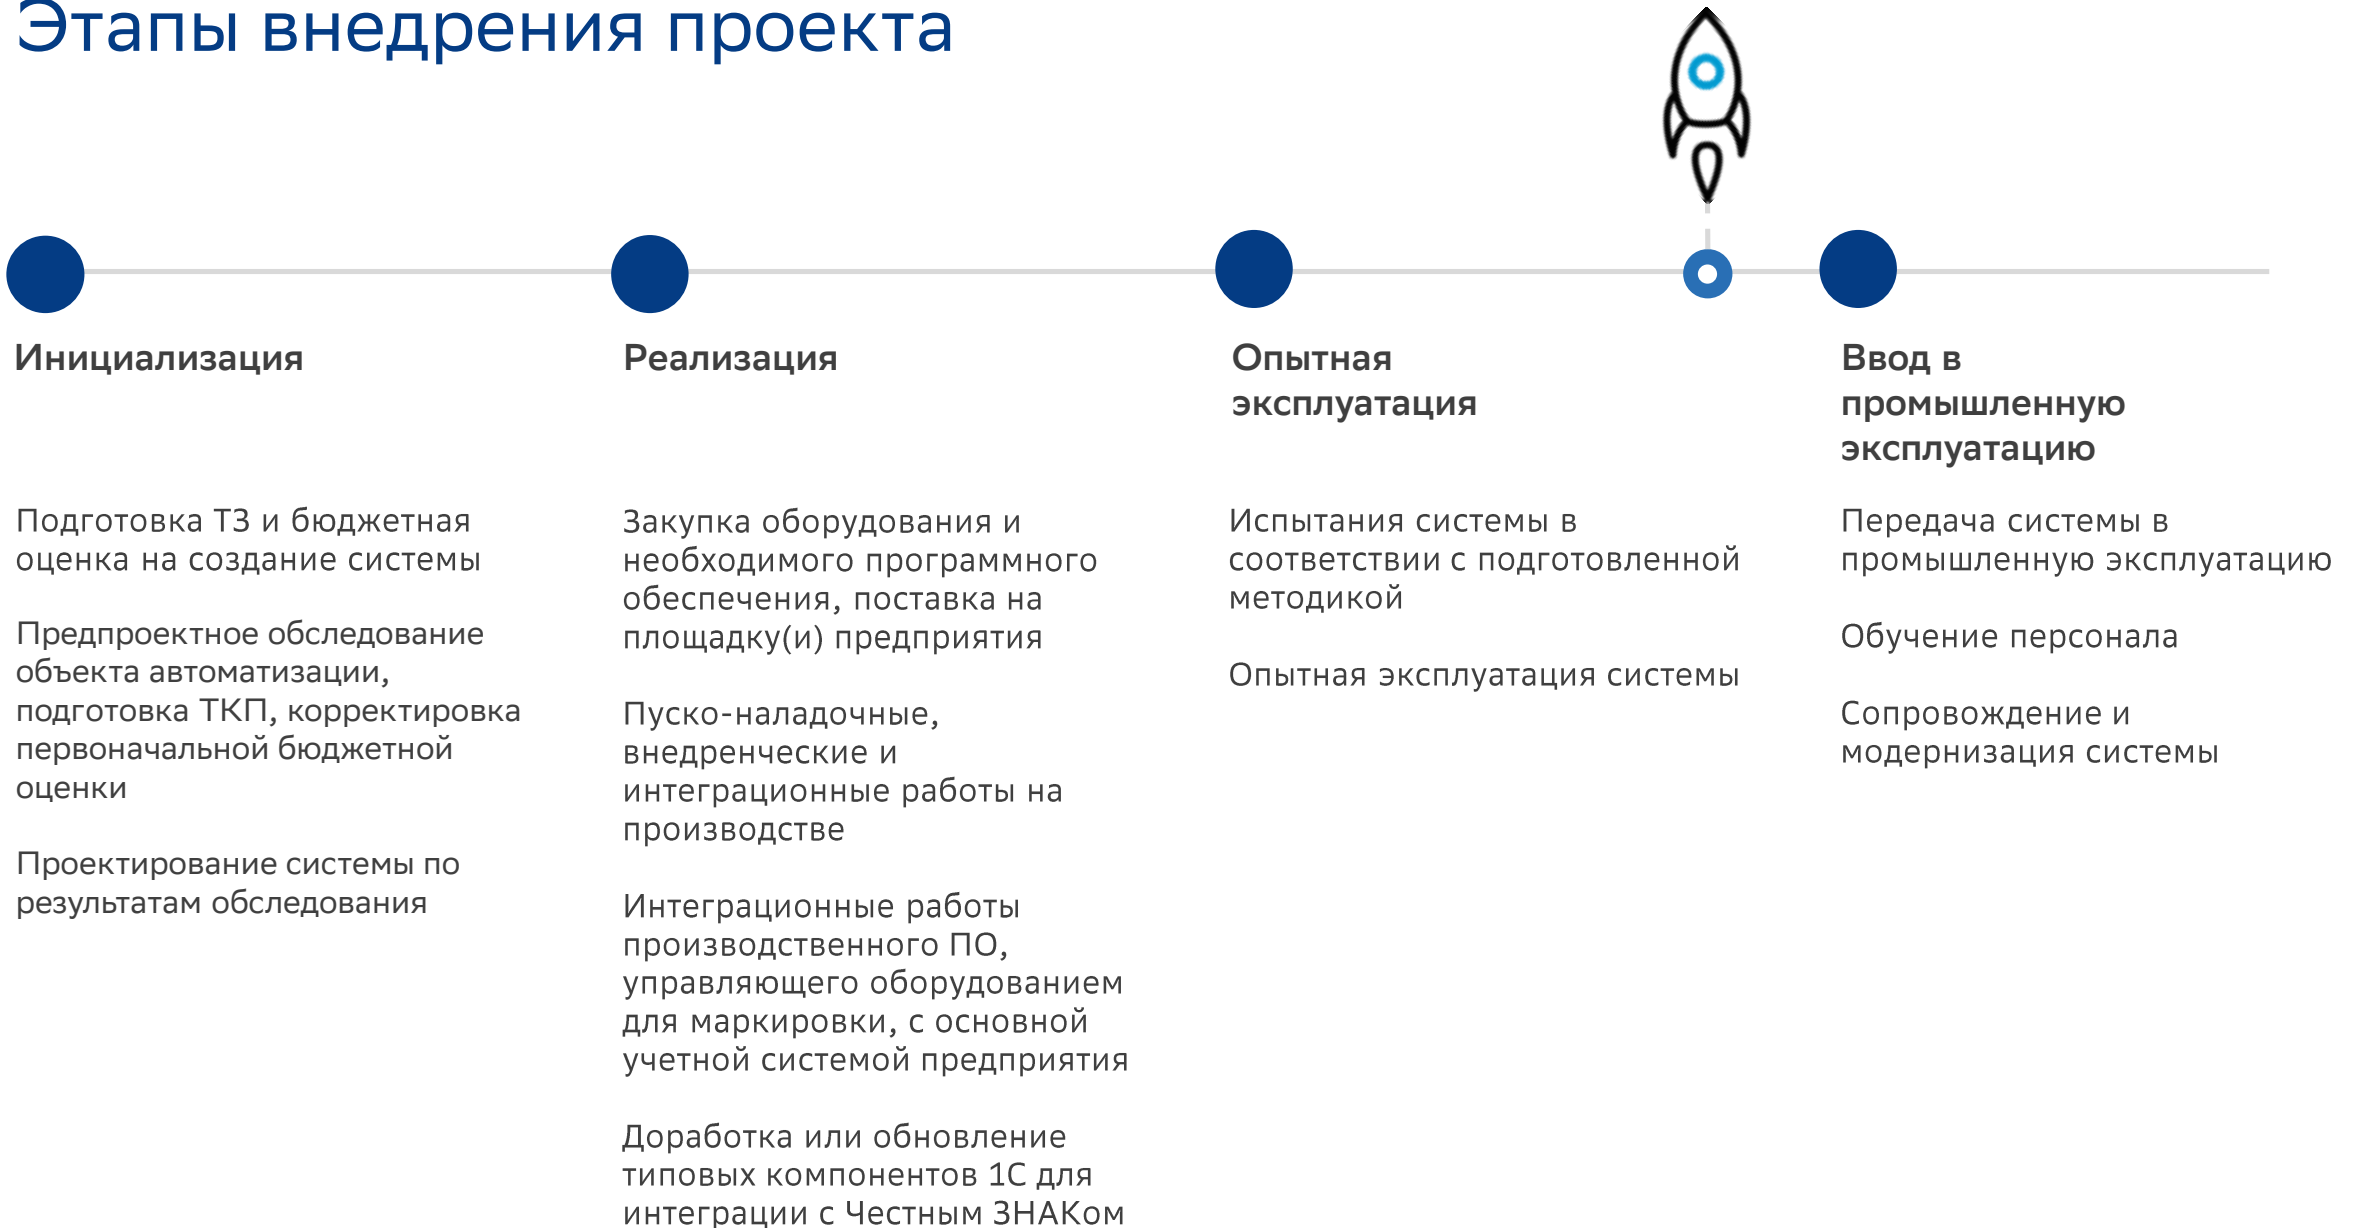 Этапы внедрения проекта
Инициализация
Подготовка ТЗ и бюджетная
оценка на создание системы
Предпроектное обследование
объекта автоматизации,
подготовка ТКП, корректировка
первоначальной бюджетной
оценки
Проектирование системы по
результатам обследования
Реализация
Закупка оборудования и
необходимого программного
обеспечения, поставка на
площадку(и) предприятия
Пуско-наладочные,
внедренческие и
интеграционные работы на
производстве
Интеграционные работы
производственного ПО,
управляющего оборудованием
для маркировки, с основной
учетной системой предприятия
Доработка или обновление
типовых компонентов 1С для
интеграции с Честным ЗНАКом
Опытная
эксплуатация
Испытания системы в
соответствии с подготовленной
методикой
Опытная эксплуатация системы
Ввод в
промышленную
эксплуатацию
Передача системы в
промышленную эксплуатацию
Обучение персонала
Сопровождение и
модернизация системы